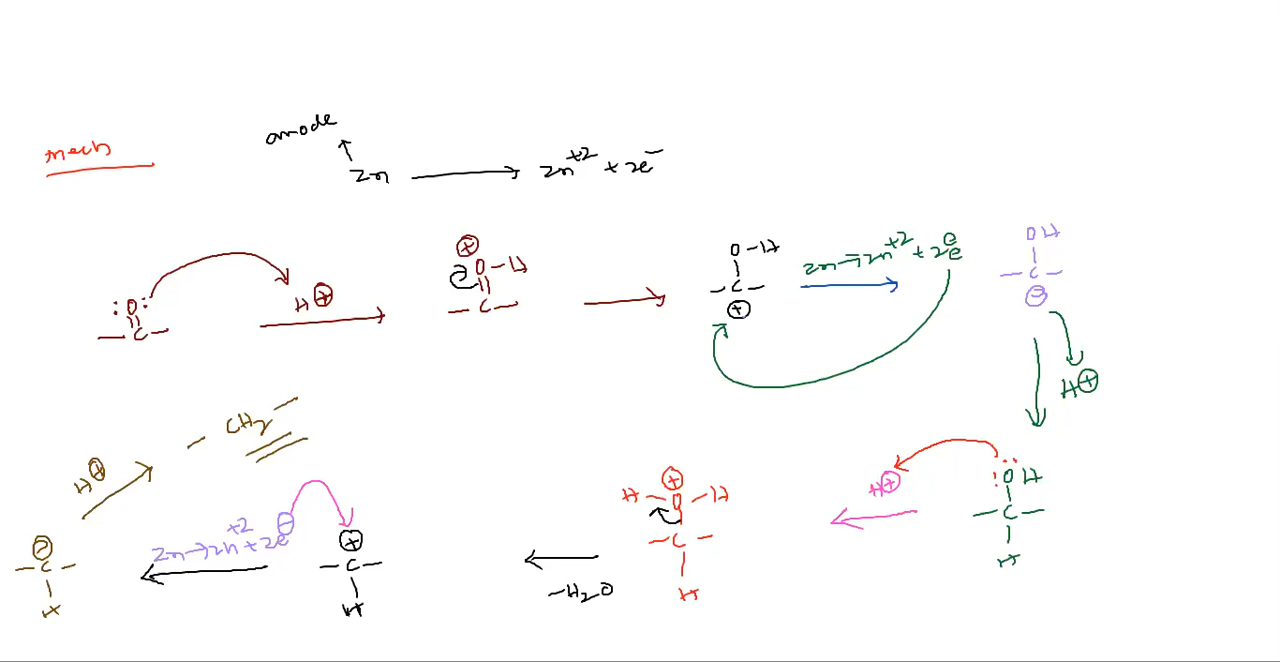 anode
mech
Zn → Zn+2 + 2e−
:O: || — C — H⊕ →
⊕ O — H || — C — →
O — H | — C — ⊕
Zn → Zn+2 + 2e⊖
OH | — C — ⊖
H⊕
— CH2 —
H⊕
⊖ — C — | H
Zn → Zn+2 + 2e⊖
⊕ — C — | H
−H2O
⊕ H — O — H | — C — | H
H⊕
OH | — C — | H